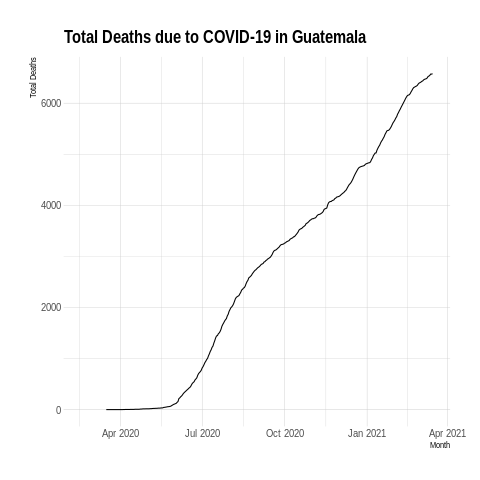 Total Deaths due to COVID-19 in Guatemala
Total Deaths
6000
4000
2000
0
Apr 2020 Jul 2020 Oct 2020 Jan 2021 Apr 2021
Month